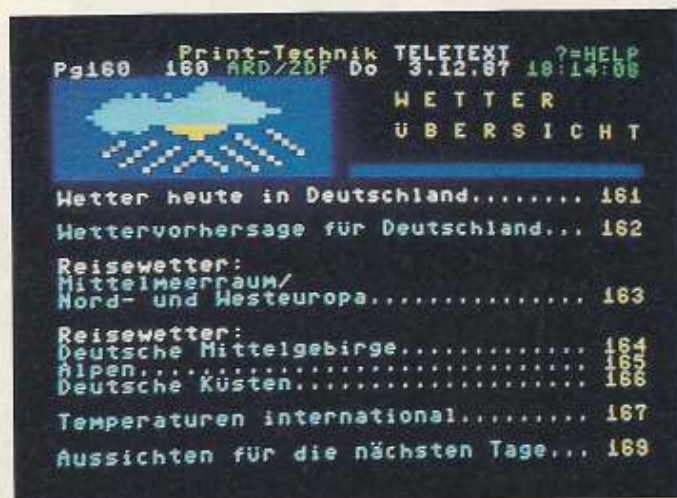 Print-Technik TELETEXT ?=HELP
Pg160 160 ARD/ZDF Do 3.12.87 18:14:06
W E T T E R
Ü B E R S I C H T
Wetter heute in Deutschland........ 161
Wettervorhersage für Deutschland... 162
Reisewetter:
Mittelmeerraum/
Nord- und Westeuropa............... 163
Reisewetter:
Deutsche Mittelgebirge............. 164
Alpen.............................. 165
Deutsche Küsten.................... 166
Temperaturen international......... 167
Aussichten für die nächsten Tage... 169